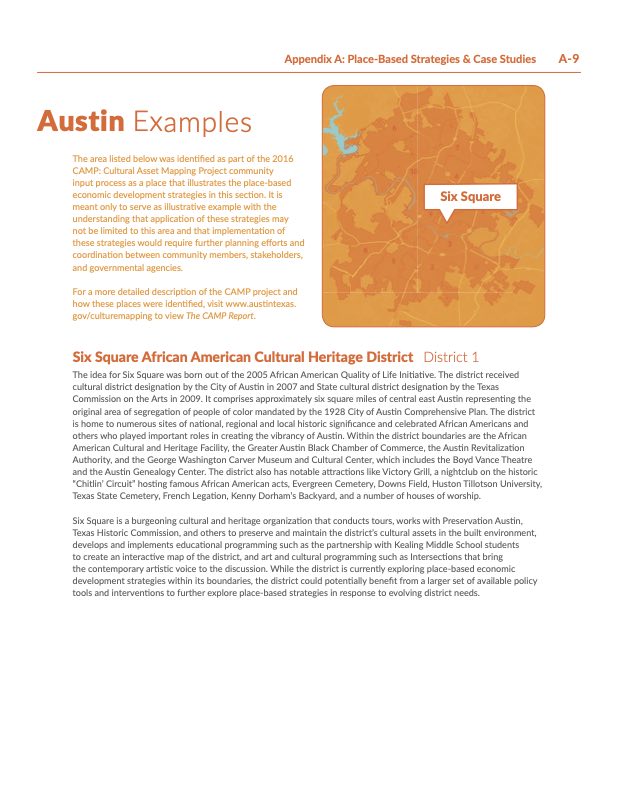 Appendix A: Place-Based Strategies & Case Studies A-9
Austin Examples
The area listed below was identified as part of the 2016
CAMP: Cultural Asset Mapping Project community
input process as a place that illustrates the place-based
economic development strategies in this section. It is
meant only to serve as illustrative example with the
understanding that application of these strategies may
not be limited to this area and that implementation of
these strategies would require further planning efforts and
coordination between community members, stakeholders,
and governmental agencies.
For a more detailed description of the CAMP project and
how these places were identified, visit www.austintexas.
gov/culturemapping to view The CAMP Report.
Six Square
Six Square African American Cultural Heritage District District 1
The idea for Six Square was born out of the 2005 African American Quality of Life Initiative. The district received
cultural district designation by the City of Austin in 2007 and State cultural district designation by the Texas
Commission on the Arts in 2009. It comprises approximately six square miles of central east Austin representing the
original area of segregation of people of color mandated by the 1928 City of Austin Comprehensive Plan. The district
is home to numerous sites of national, regional and local historic significance and celebrated African Americans and
others who played important roles in creating the vibrancy of Austin. Within the district boundaries are the African
American Cultural and Heritage Facility, the Greater Austin Black Chamber of Commerce, the Austin Revitalization
Authority, and the George Washington Carver Museum and Cultural Center, which includes the Boyd Vance Theatre
and the Austin Genealogy Center. The district also has notable attractions like Victory Grill, a nightclub on the historic
"Chitlin' Circuit" hosting famous African American acts, Evergreen Cemetery, Downs Field, Huston Tillotson University,
Texas State Cemetery, French Legation, Kenny Dorham's Backyard, and a number of houses of worship.
Six Square is a burgeoning cultural and heritage organization that conducts tours, works with Preservation Austin,
Texas Historic Commission, and others to preserve and maintain the district's cultural assets in the built environment,
develops and implements educational programming such as the partnership with Kealing Middle School students
to create an interactive map of the district, and art and cultural programming such as Intersections that bring
the contemporary artistic voice to the discussion. While the district is currently exploring place-based economic
development strategies within its boundaries, the district could potentially benefit from a larger set of available policy
tools and interventions to further explore place-based strategies in response to evolving district needs.